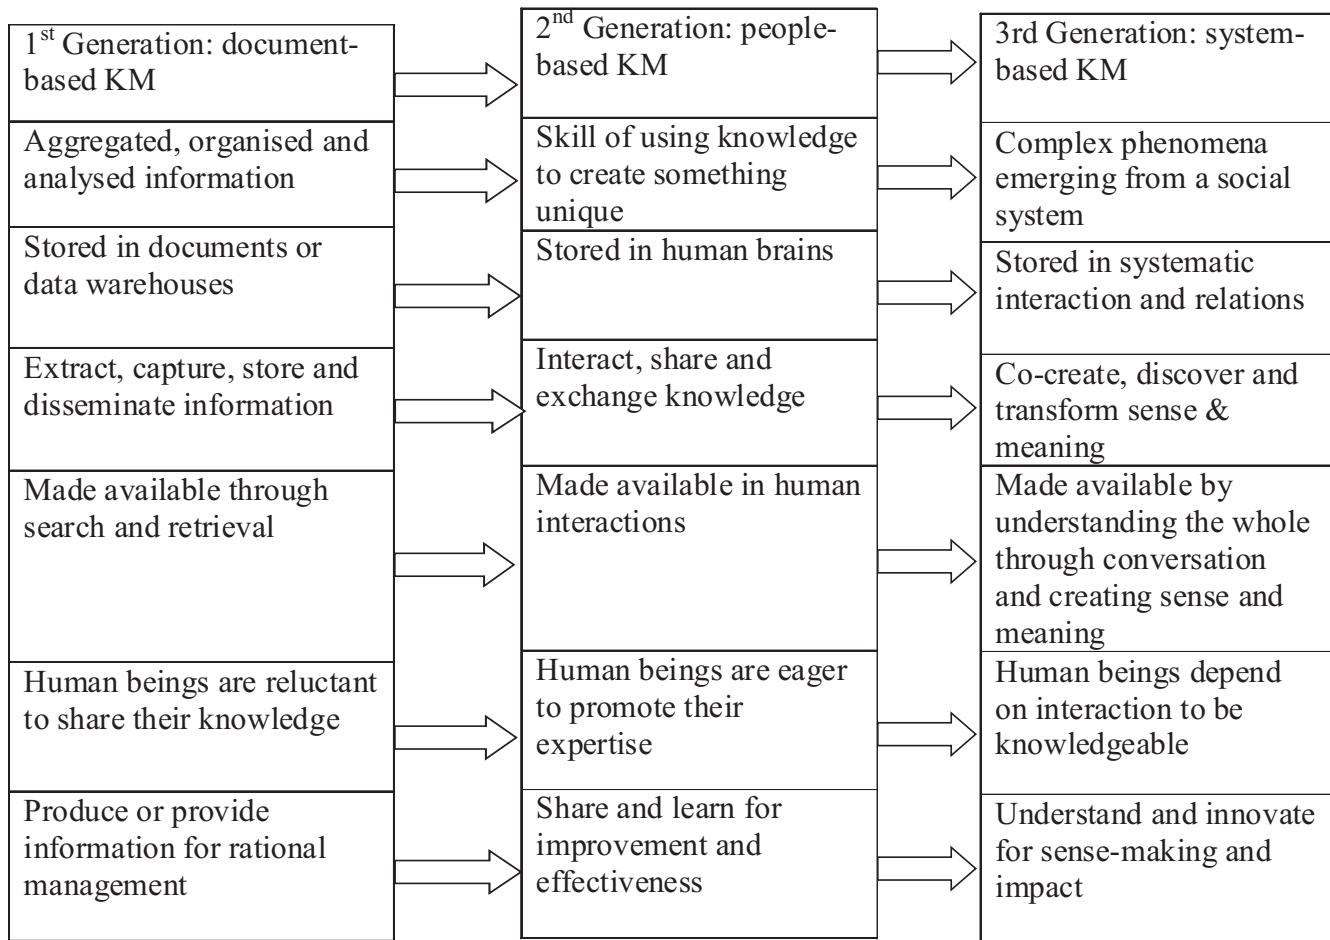 1st Generation: document-
based KM
2nd Generation: people-
based KM
3rd Generation: system-
based KM
Aggregated, organised and
analysed information
Skill of using knowledge
to create something
unique
Complex phenomena
emerging from a social
system
Stored in documents or
data warehouses
Stored in human brains
Stored in systematic
interaction and relations
Extract, capture, store and
disseminate information
Interact, share and
exchange knowledge
Co-create, discover and
transform sense &
meaning
Made available through
search and retrieval
Made available in human
interactions
Made available by
understanding the whole
through conversation
and creating sense and
meaning
Human beings are reluctant
to share their knowledge
Human beings are eager
to promote their
expertise
Human beings depend
on interaction to be
knowledgeable
Produce or provide
information for rational
management
Share and learn for
improvement and
effectiveness
Understand and innovate
for sense-making and
impact